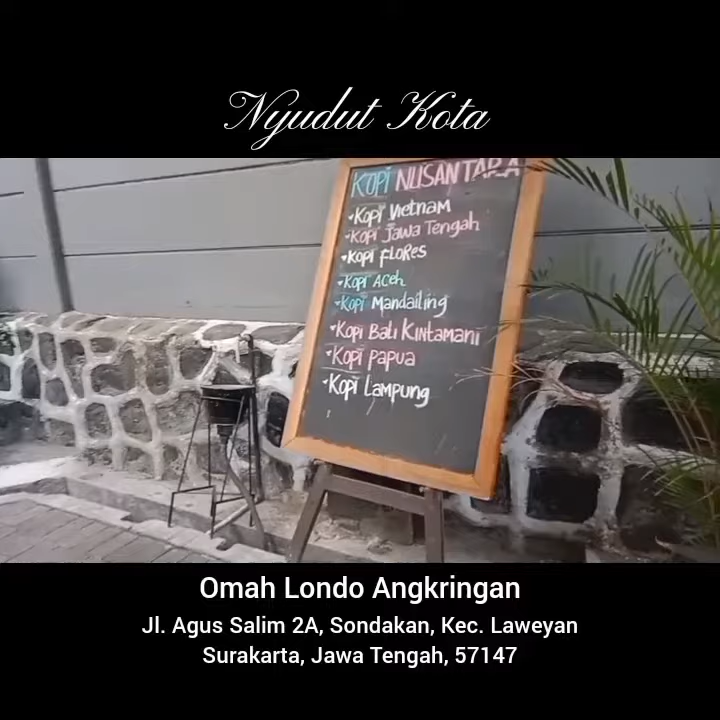 Nyudut Kota
KOPI NUSANTARA
Kopi Vietnam
Kopi Jawa Tengah
Kopi Flores
Kopi Aceh
Kopi Mandailing
Kopi Bali Kintamani
Kopi Papua
Kopi Lampung
Omah Londo Angkringan
Jl. Agus Salim 2A, Sondakan, Kec. Laweyan
Surakarta, Jawa Tengah, 57147